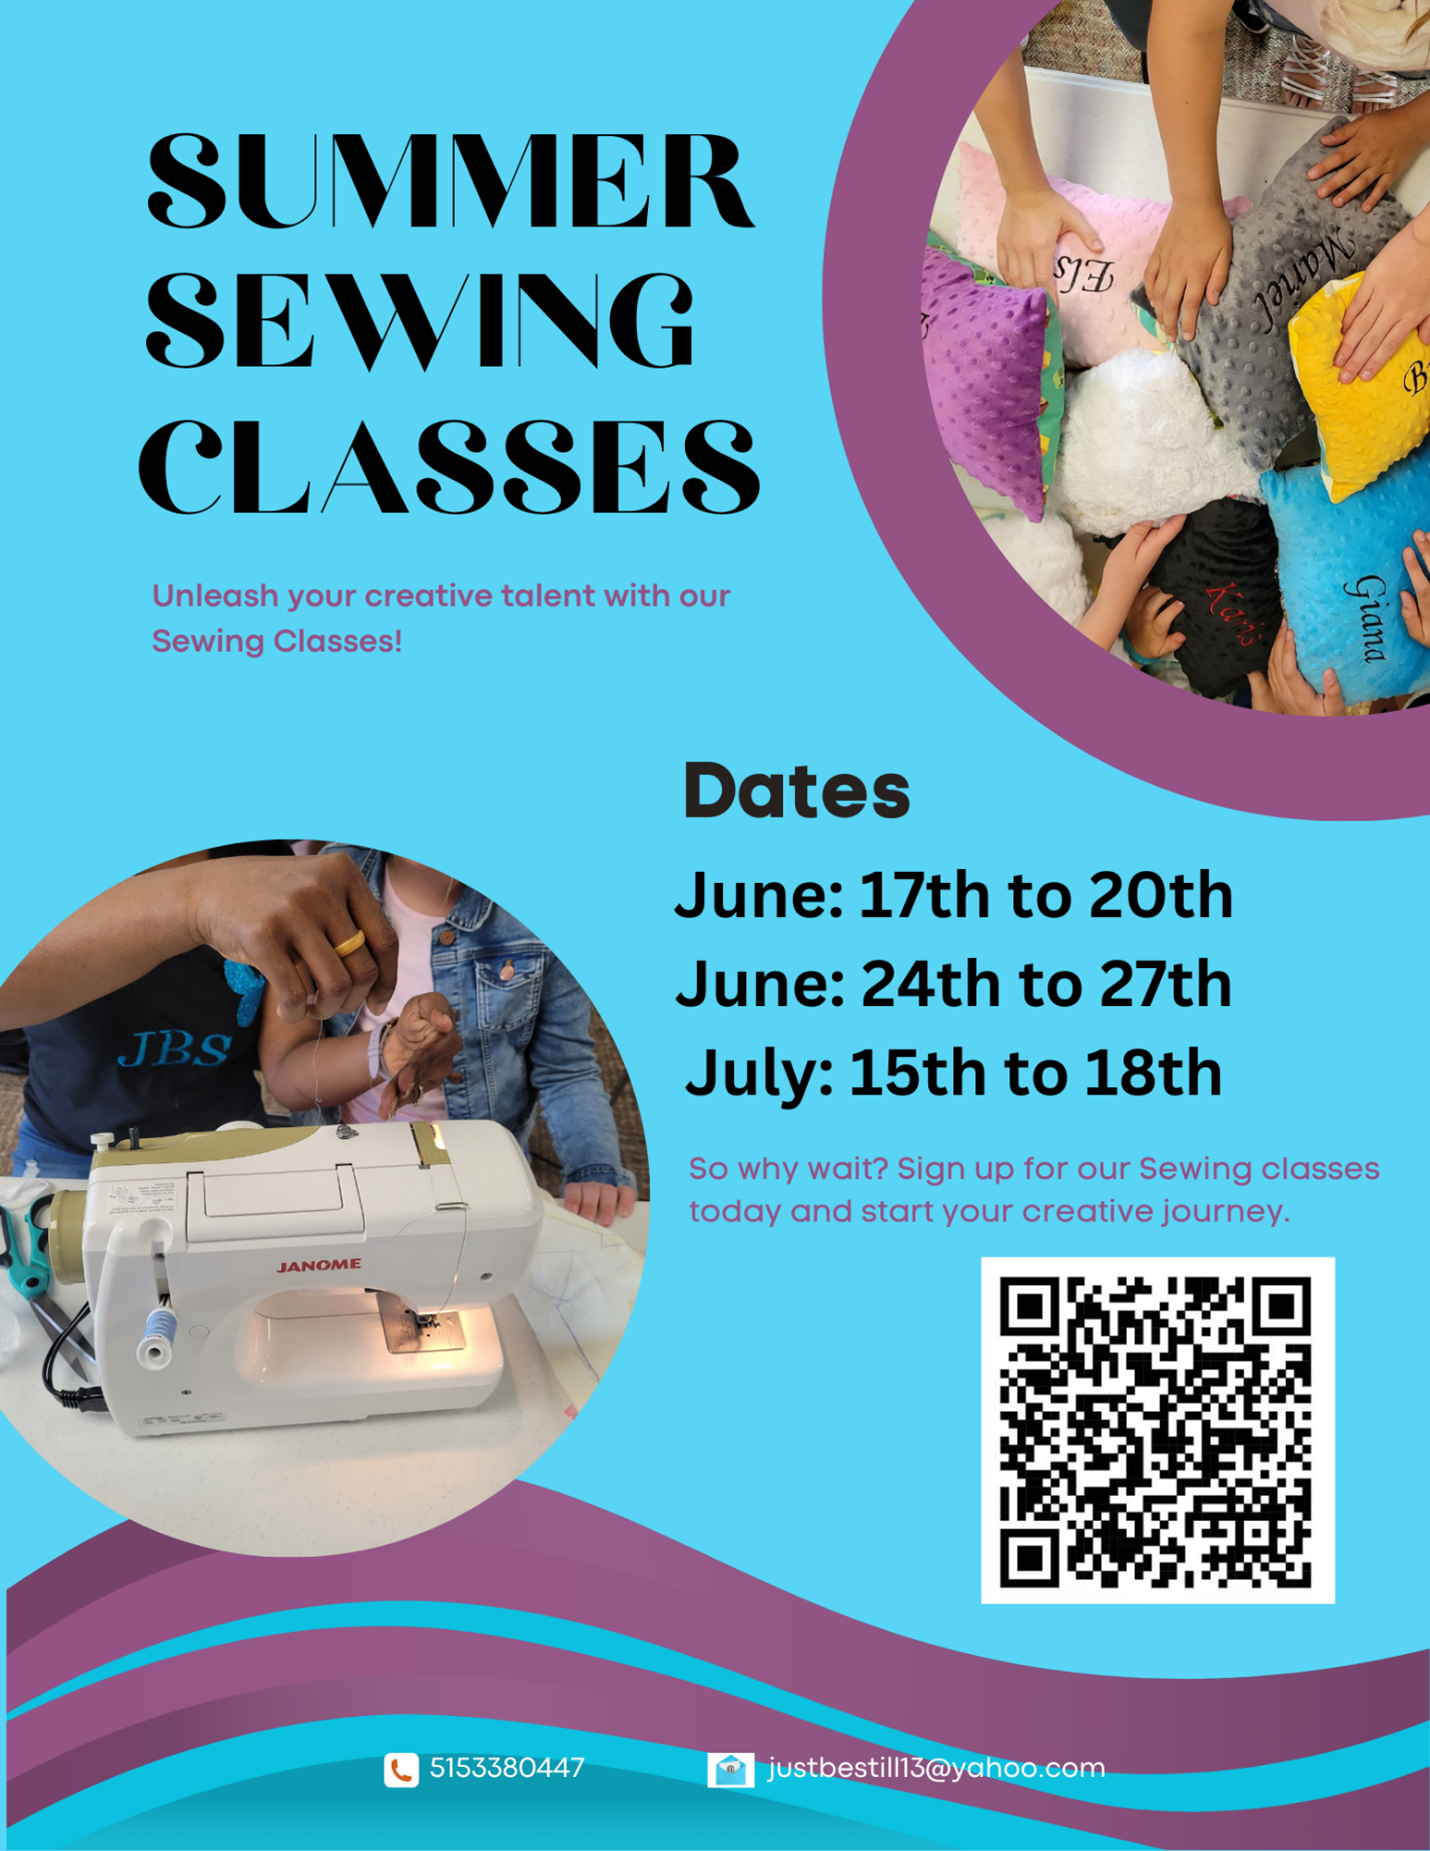 SUMMER
SEWING
CLASSES
Unleash your creative talent with our
Sewing Classes!
Els
Mariel
Karis
Giana
Dates
June: 17th to 20th
June: 24th to 27th
July: 15th to 18th
So why wait? Sign up for our Sewing classes
today and start your creative journey.
JBS
JANOME
5153380447
justbestill13@yahoo.com